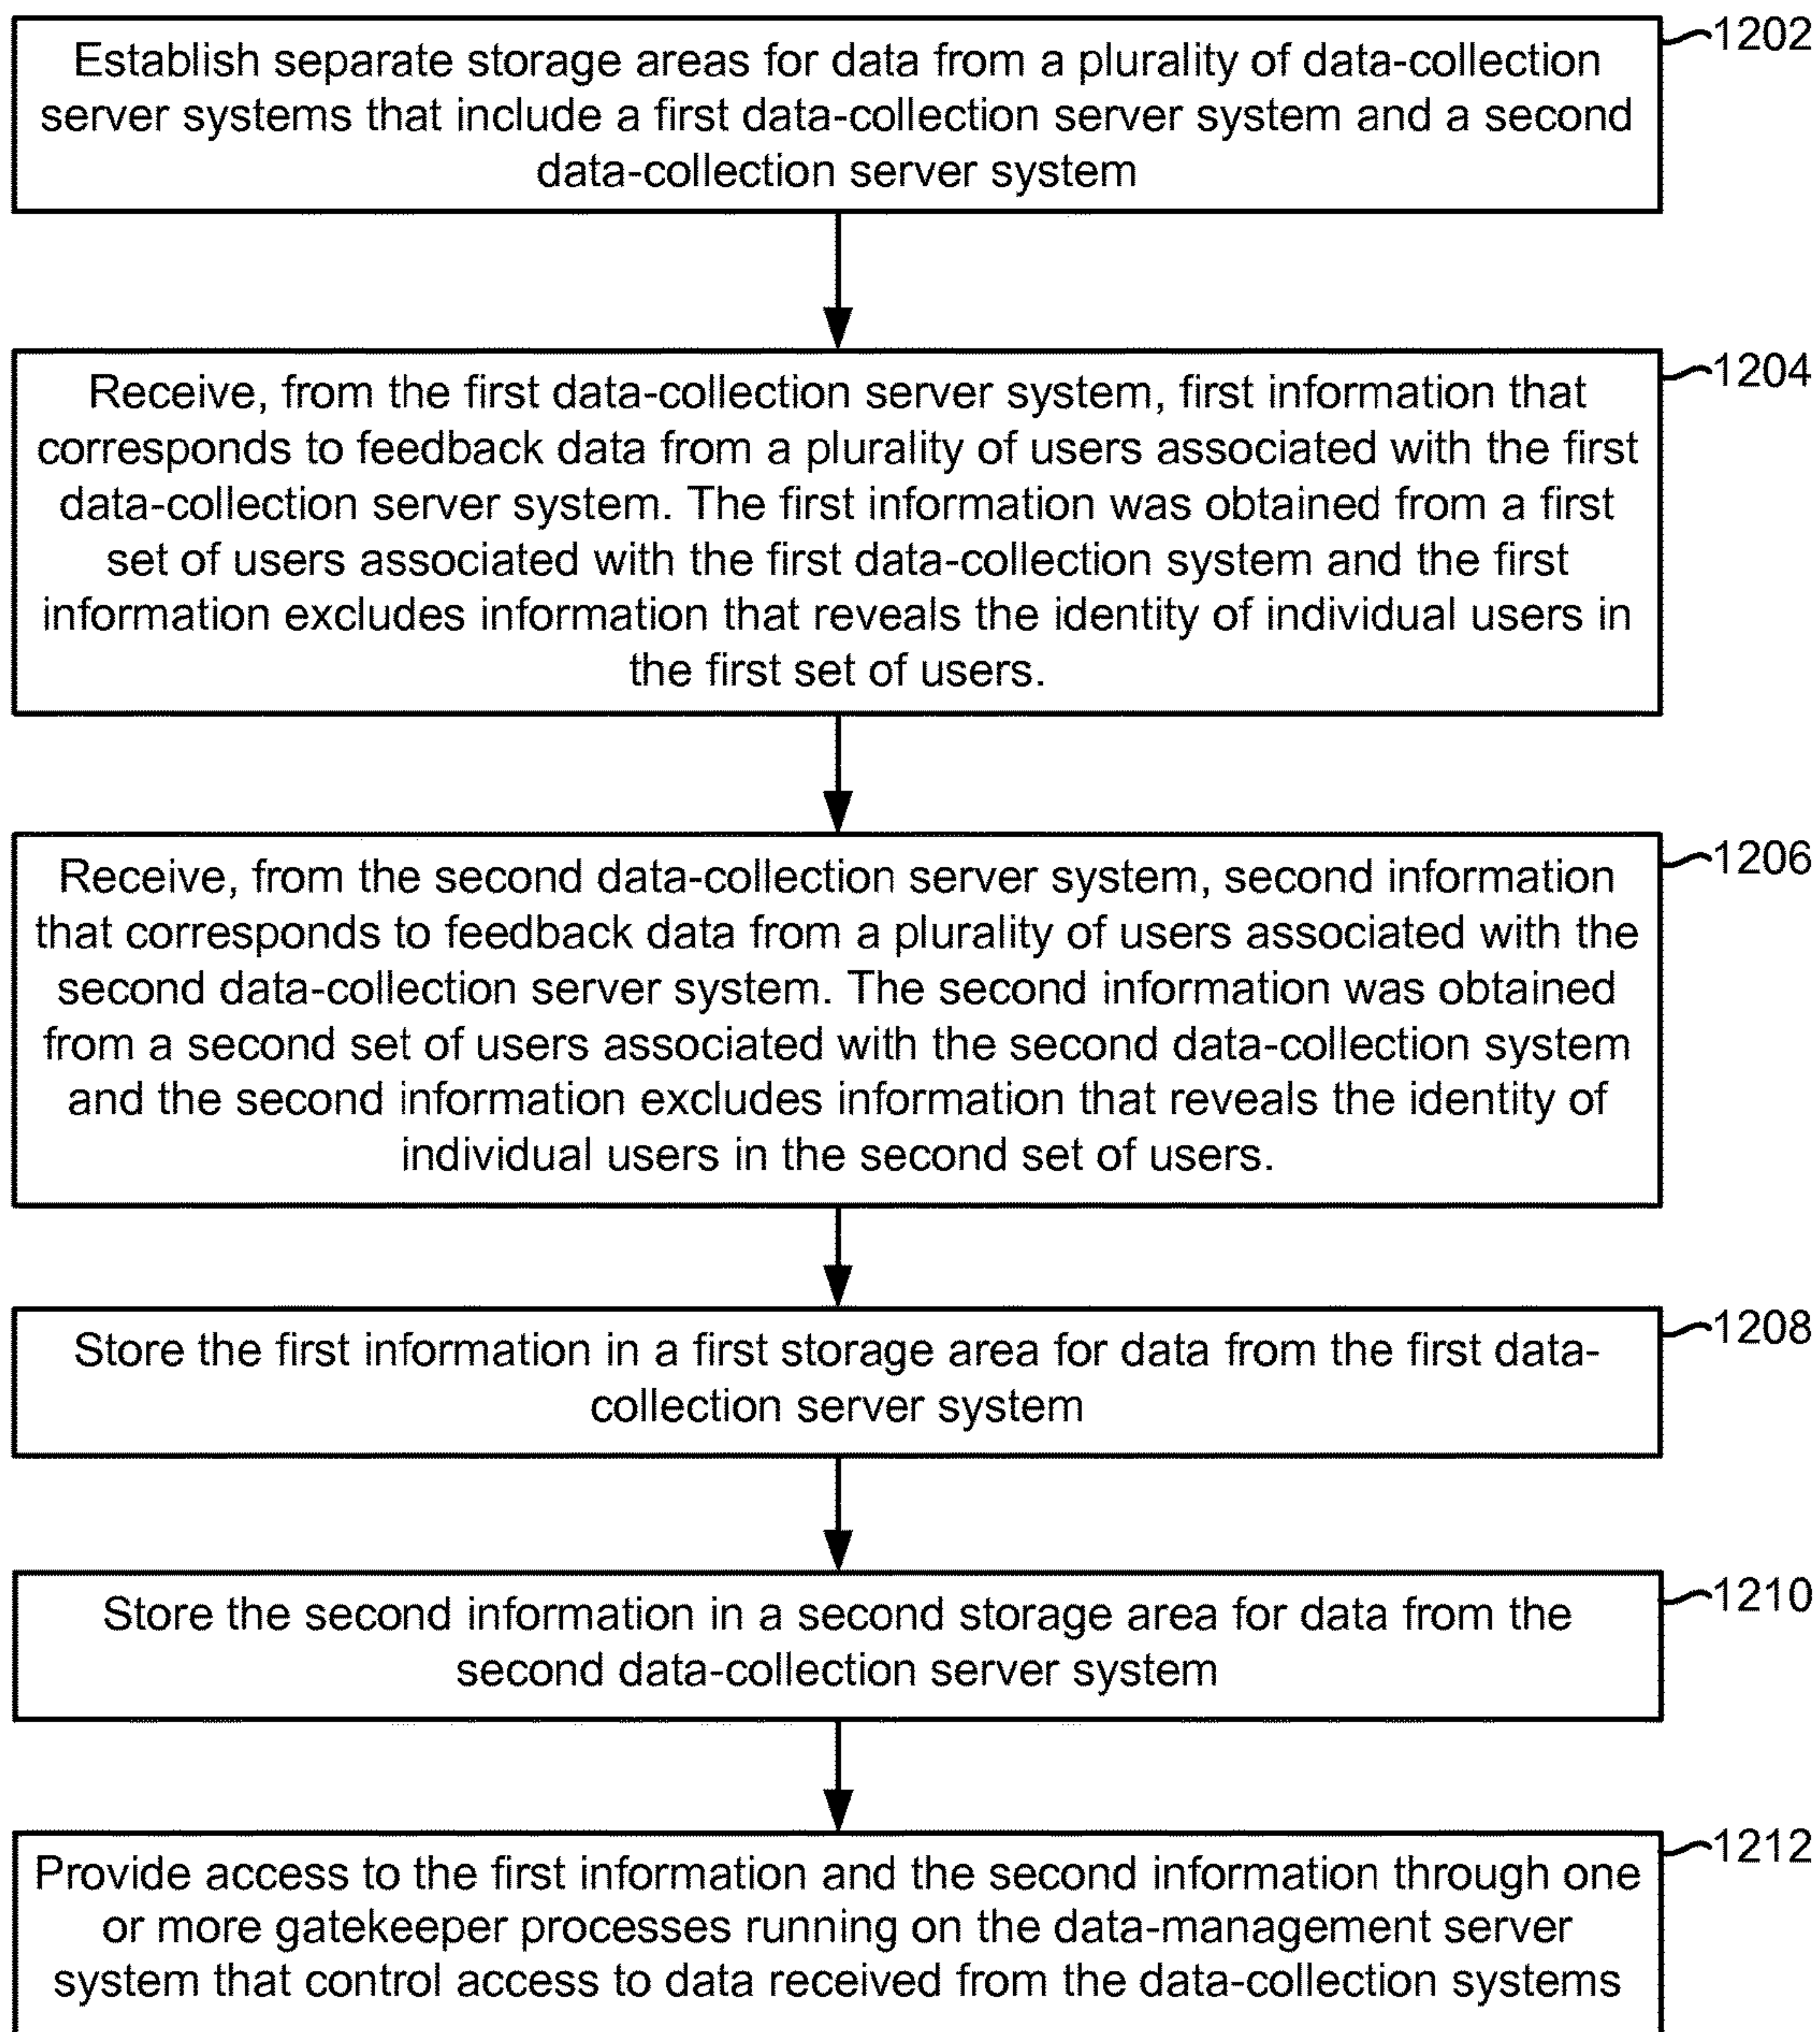 1202
Establish separate storage areas for data from a plurality of data-collection
server systems that include a first data-collection server system and a second
data-collection server system
1204
Receive, from the first data-collection server system, first information that
corresponds to feedback data from a plurality of users associated with the first
data-collection server system. The first information was obtained from a first
set of users associated with the first data-collection system and the first
information excludes information that reveals the identity of individual users in
the first set of users.
1206
Receive, from the second data-collection server system, second information
that corresponds to feedback data from a plurality of users associated with the
second data-collection server system. The second information was obtained
from a second set of users associated with the second data-collection system
and the second information excludes information that reveals the identity of
individual users in the second set of users.
1208
Store the first information in a first storage area for data from the first data-
collection server system
1210
Store the second information in a second storage area for data from the
second data-collection server system
1212
Provide access to the first information and the second information through one
or more gatekeeper processes running on the data-management server
system that control access to data received from the data-collection systems